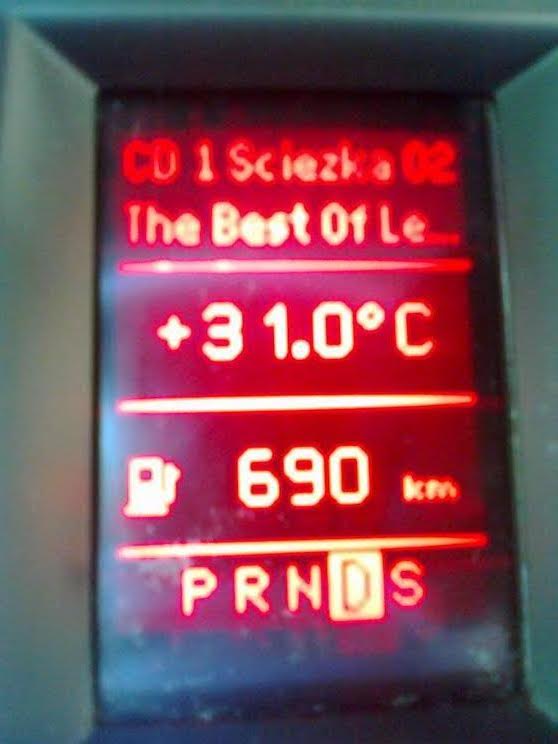 CD 1 Sciezka 02
The Best Of Le...
+31.0°C
690 km
PRNDS